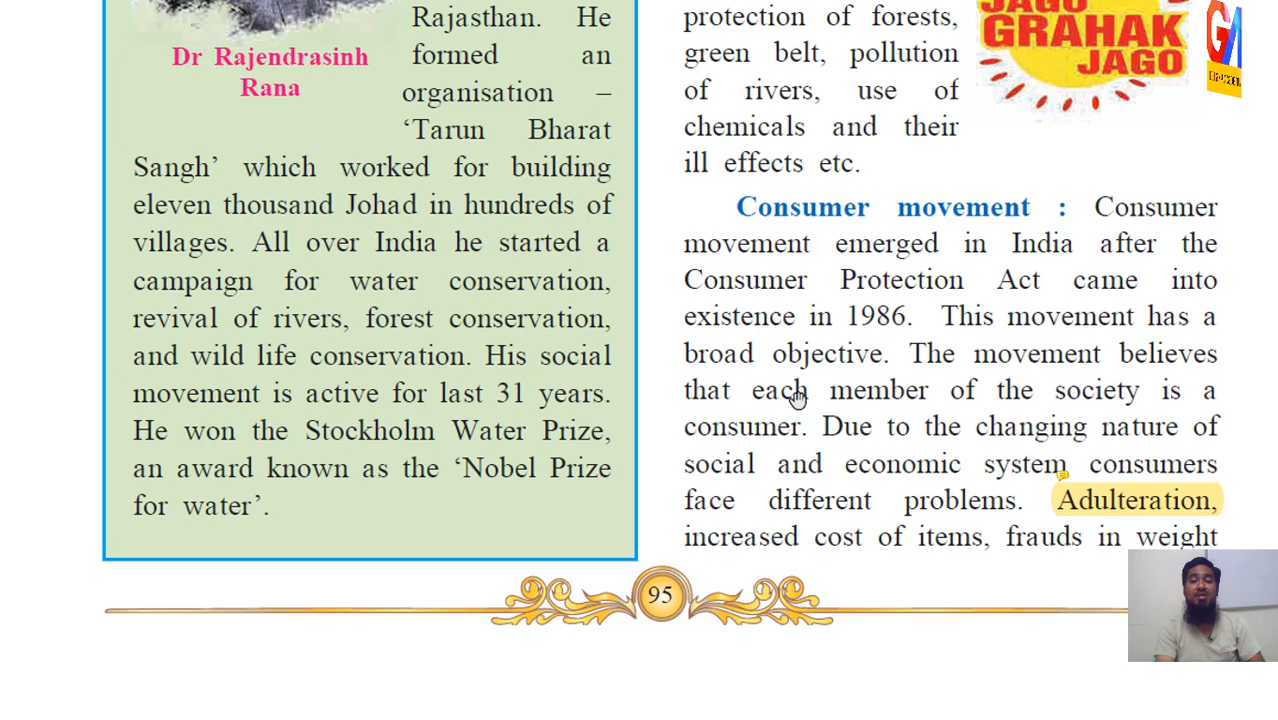 Rajasthan. He
Dr Rajendrasinh
Rana
formed an
organisation –
‘Tarun Bharat
Sangh’ which worked for building
eleven thousand Johad in hundreds of
villages. All over India he started a
campaign for water conservation,
revival of rivers, forest conservation,
and wild life conservation. His social
movement is active for last 31 years.
He won the Stockholm Water Prize,
an award known as the ‘Nobel Prize
for water’.
protection of forests,
green belt, pollution
of rivers, use of
chemicals and their
ill effects etc.
JAGO
GRAHAK
JAGO
Consumer movement : Consumer
movement emerged in India after the
Consumer Protection Act came into
existence in 1986. This movement has a
broad objective. The movement believes
that each member of the society is a
consumer. Due to the changing nature of
social and economic system consumers
face different problems. Adulteration,
increased cost of items, frauds in weight
95